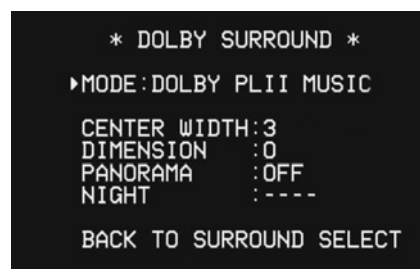 * DOLBY SURROUND *
▸MODE:DOLBY PLII MUSIC
CENTER WIDTH:3
DIMENSION :0
PANORAMA :OFF
NIGHT :----
BACK TO SURROUND SELECT